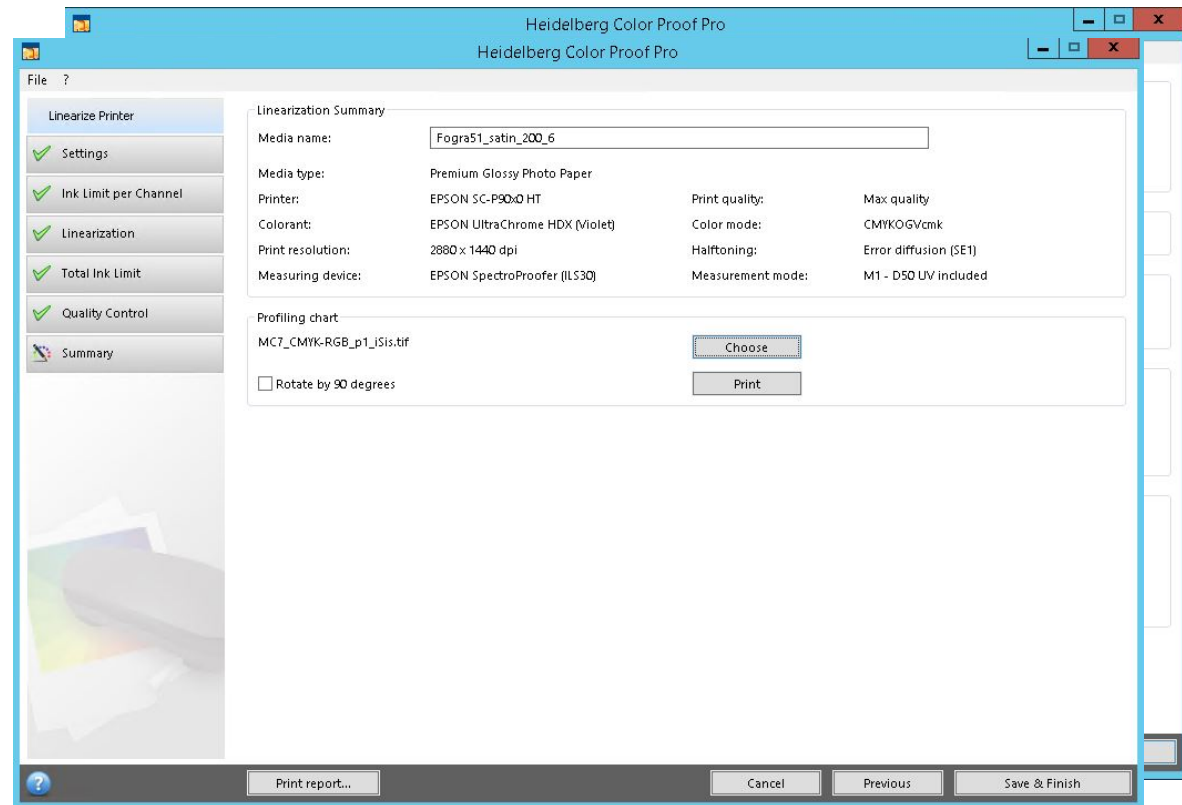 Heidelberg Color Proof Pro
Heidelberg Color Proof Pro
File ?
Linearize Printer
Settings
Ink Limit per Channel
Linearization
Total Ink Limit
Quality Control
Summary
Linearization Summary
Media name: Fogra51_satin_200_6
Media type: Premium Glossy Photo Paper
Printer: EPSON SC-P90x0 HT Print quality: Max quality
Colorant: EPSON UltraChrome HDX (Violet) Color mode: CMYKOGVcmk
Print resolution: 2880 x 1440 dpi Halftoning: Error diffusion (SE1)
Measuring device: EPSON SpectroProofer (ILS30) Measurement mode: M1 - D50 UV included
Profiling chart
MC7_CMYK-RGB_p1_iSis.tif Choose
Rotate by 90 degrees Print
? Print report... Cancel Previous Save & Finish